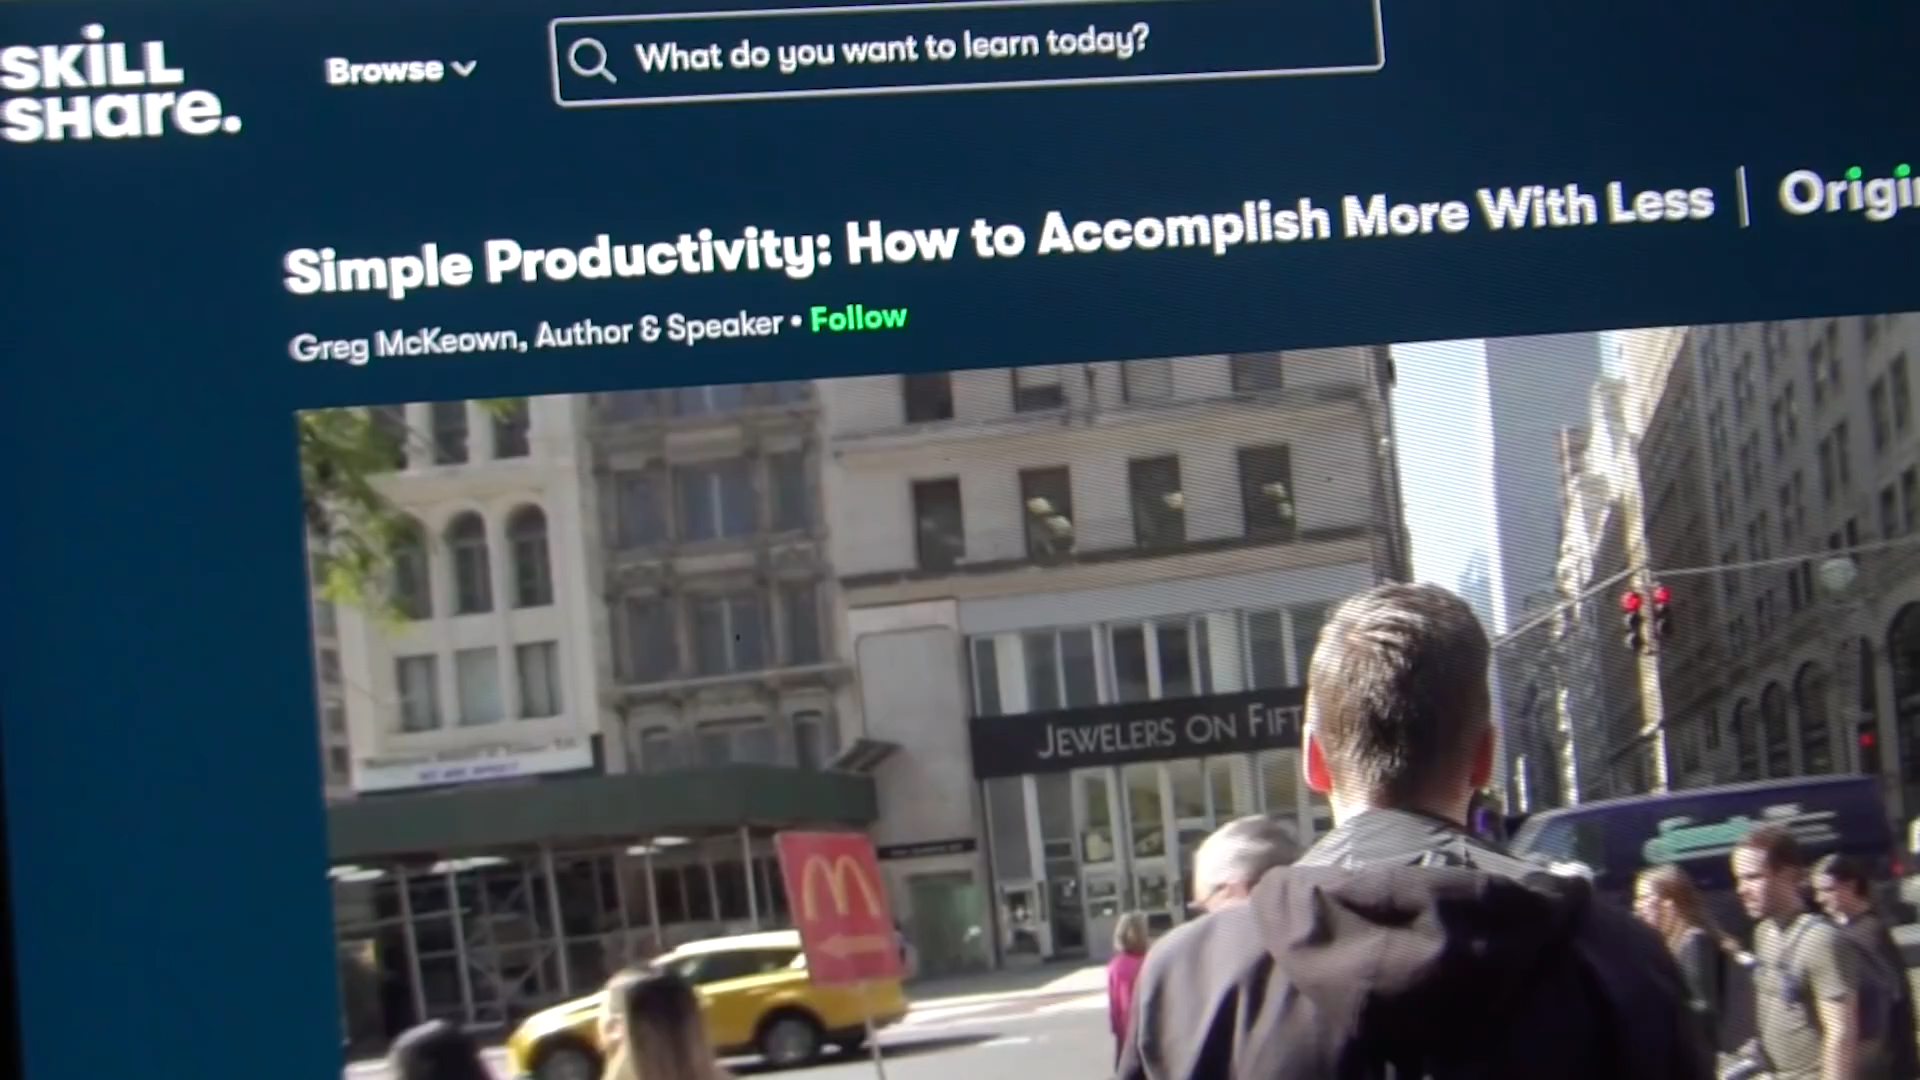 SKILL
SHare.
Browse
What do you want to learn today?
Simple Productivity: How to Accomplish More With Less | Origin
Greg McKeown, Author & Speaker • Follow
JEWELERS ON FIFT
M